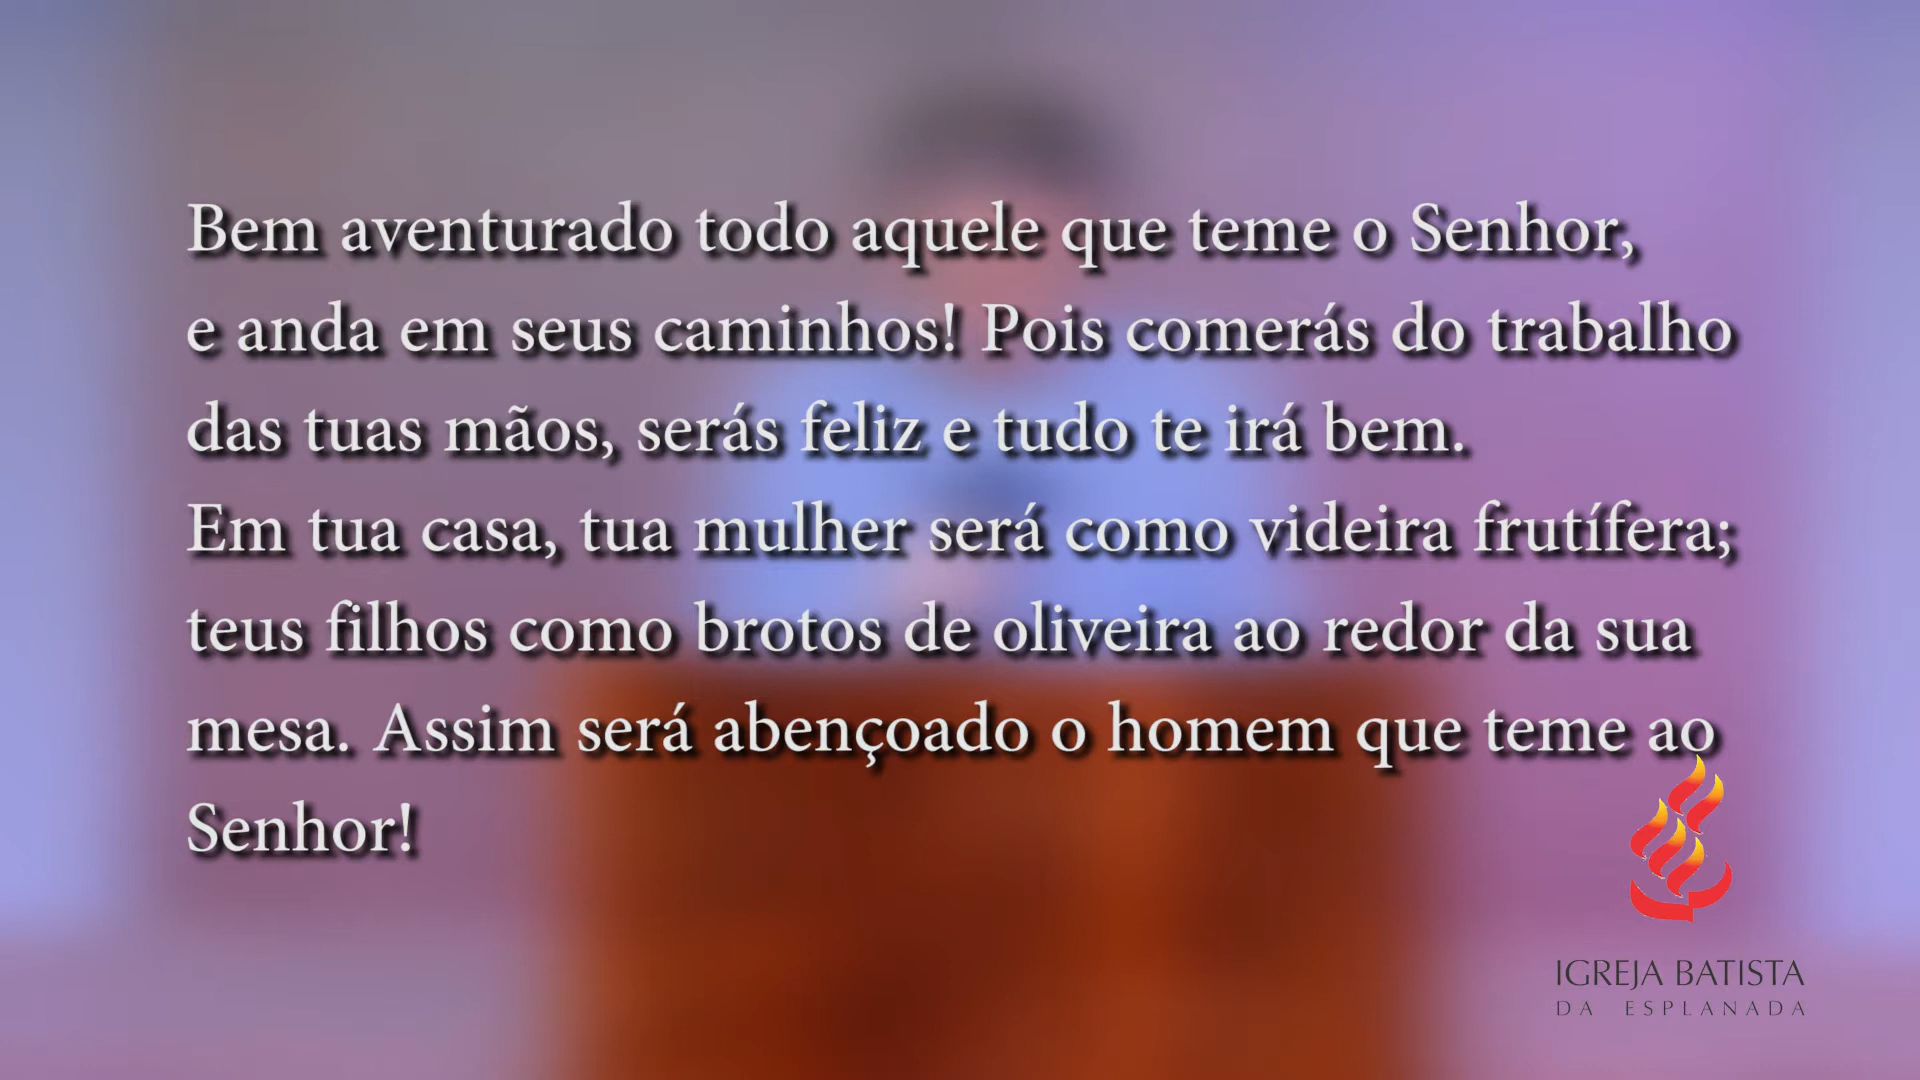 Bem aventurado todo aquele que teme o Senhor,
e anda em seus caminhos! Pois comerás do trabalho
das tuas mãos, serás feliz e tudo te irá bem.
Em tua casa, tua mulher será como videira frutífera;
teus filhos como brotos de oliveira ao redor da sua
mesa. Assim será abençoado o homem que teme ao
Senhor!
IGREJA BATISTA
DA ESPLANADA